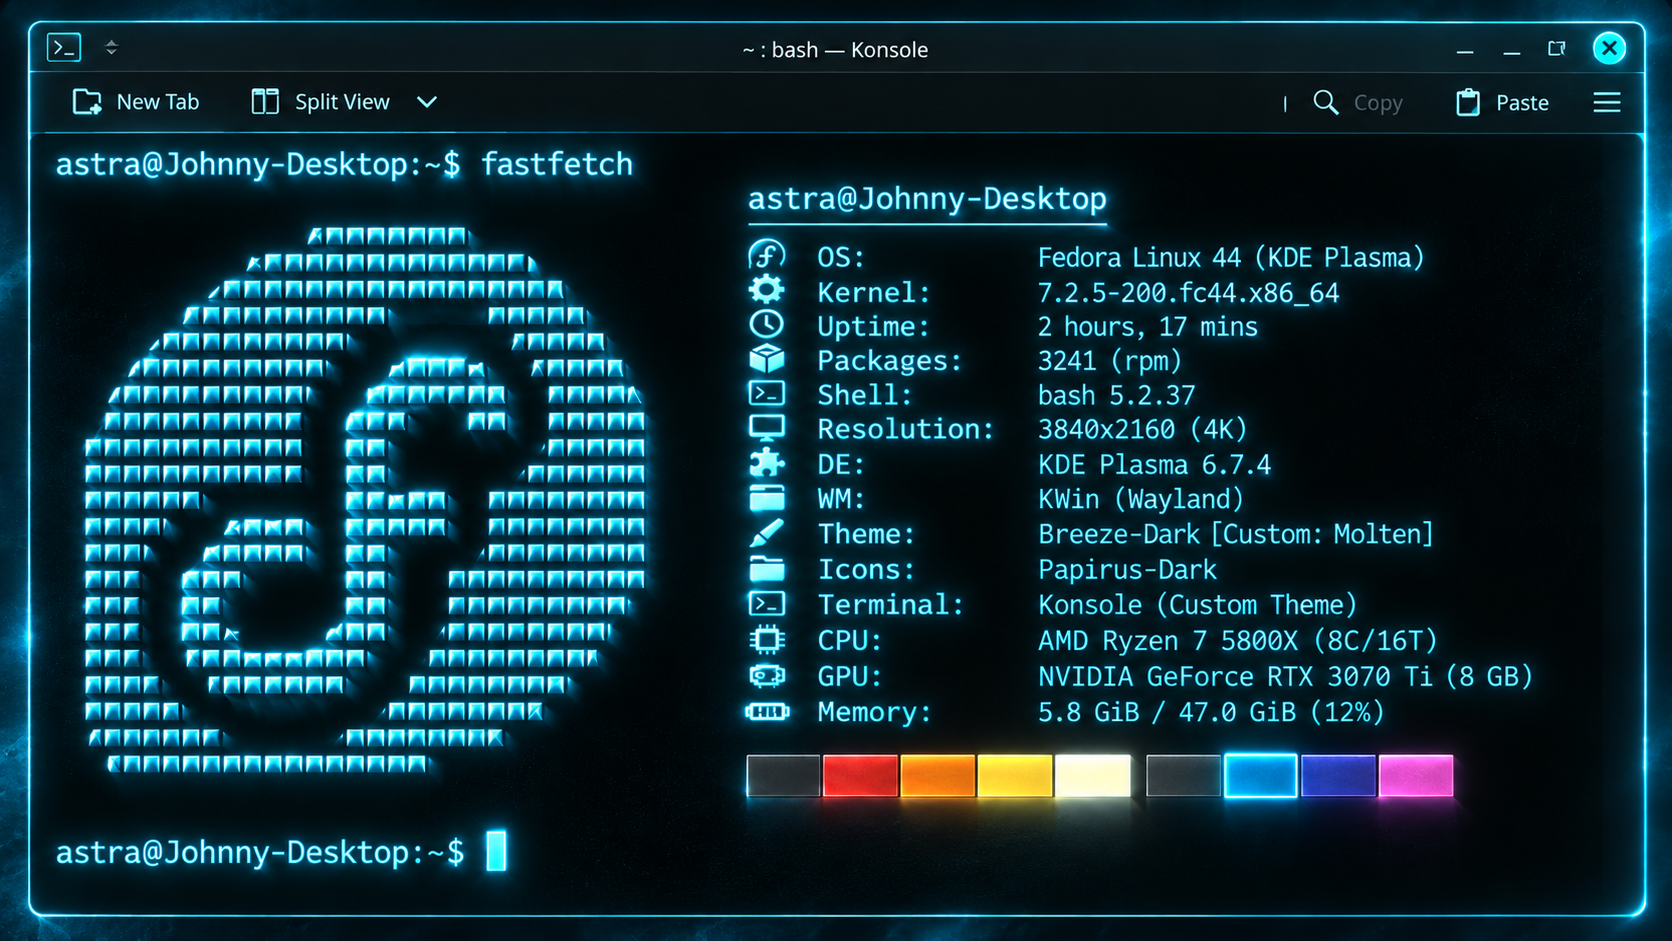 ~ : bash — Konsole
New Tab
Split View
Copy
Paste
astra@Johnny-Desktop:~$ fastfetch
astra@Johnny-Desktop
OS: Fedora Linux 44 (KDE Plasma)
Kernel: 7.2.5-200.fc44.x86_64
Uptime: 2 hours, 17 mins
Packages: 3241 (rpm)
Shell: bash 5.2.37
Resolution: 3840x2160 (4K)
DE: KDE Plasma 6.7.4
WM: KWin (Wayland)
Theme: Breeze-Dark [Custom: Molten]
Icons: Papirus-Dark
Terminal: Konsole (Custom Theme)
CPU: AMD Ryzen 7 5800X (8C/16T)
GPU: NVIDIA GeForce RTX 3070 Ti (8 GB)
Memory: 5.8 GiB / 47.0 GiB (12%)
astra@Johnny-Desktop:~$